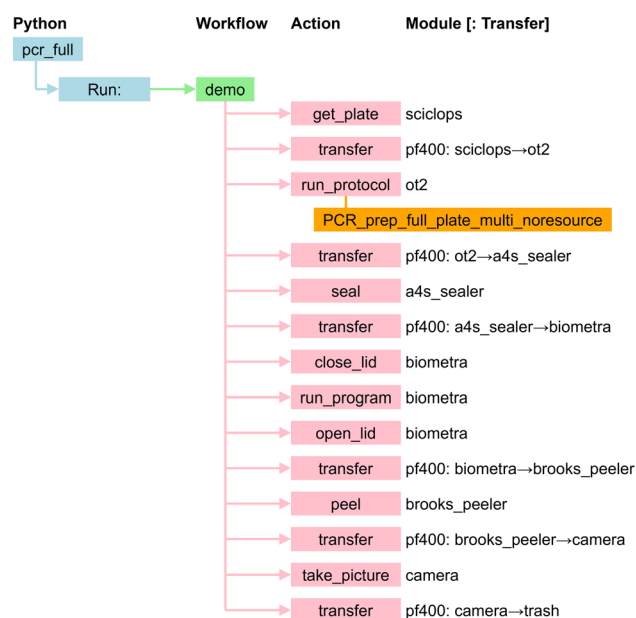 Python Workflow Action Module [: Transfer]
pcr_full
Run: demo
get_plate sciclops
transfer pf400: sciclops→ot2
run_protocol ot2
PCR_prep_full_plate_multi_noresource
transfer pf400: ot2→a4s_sealer
seal a4s_sealer
transfer pf400: a4s_sealer→biometra
close_lid biometra
run_program biometra
open_lid biometra
transfer pf400: biometra→brooks_peeler
peel brooks_peeler
transfer pf400: brooks_peeler→camera
take_picture camera
transfer pf400: camera→trash